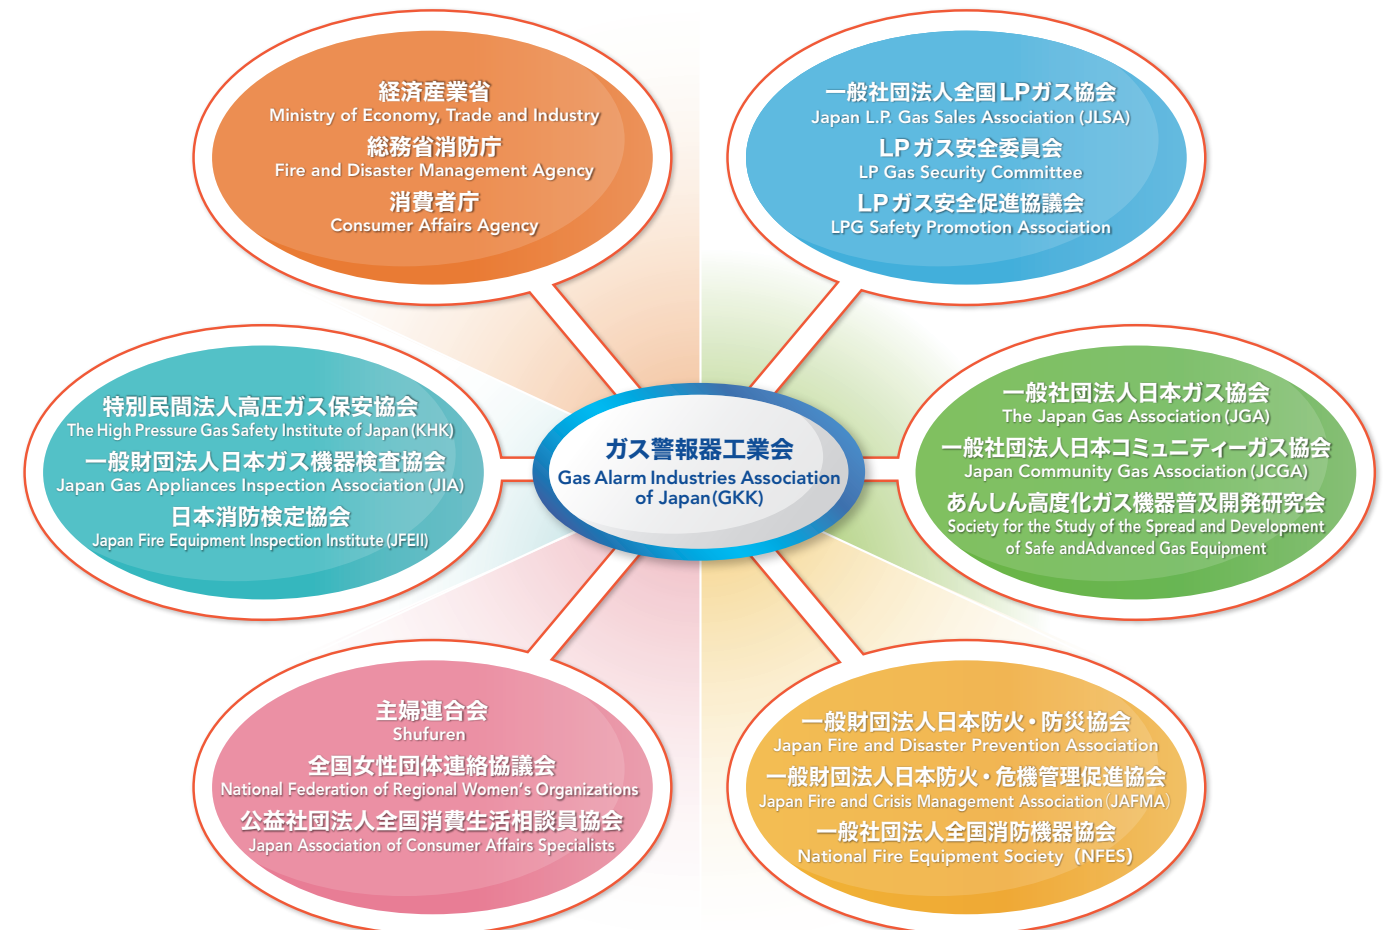 経済産業省
Ministry of Economy, Trade and Industry
総務省消防庁
Fire and Disaster Management Agency
消費者庁
Consumer Affairs Agency
一般社団法人全国LPガス協会
Japan L.P. Gas Sales Association (JLSA)
LPガス安全委員会
LP Gas Security Committee
LPガス安全促進協議会
LPG Safety Promotion Association
特別民間法人高圧ガス保安協会
The High Pressure Gas Safety Institute of Japan (KHK)
一般財団法人日本ガス機器検査協会
Japan Gas Appliances Inspection Association (JIA)
日本消防検定協会
Japan Fire Equipment Inspection Institute (JFEII)
ガス警報器工業会
Gas Alarm Industries Association
of Japan (GKK)
一般社団法人日本ガス協会
The Japan Gas Association (JGA)
一般社団法人日本コミュニティーガス協会
Japan Community Gas Association (JCGA)
あんしん高度化ガス機器普及開発研究会
Society for the Study of the Spread and Development
of Safe andAdvanced Gas Equipment
主婦連合会
Shufuren
全国女性団体連絡協議会
National Federation of Regional Women's Organizations
公益社団法人全国消費生活相談員協会
Japan Association of Consumer Affairs Specialists
一般財団法人日本防火・防災協会
Japan Fire and Disaster Prevention Association
一般財団法人日本防火・危機管理促進協会
Japan Fire and Crisis Management Association (JAFMA)
一般社団法人全国消防機器協会
National Fire Equipment Society (NFES)